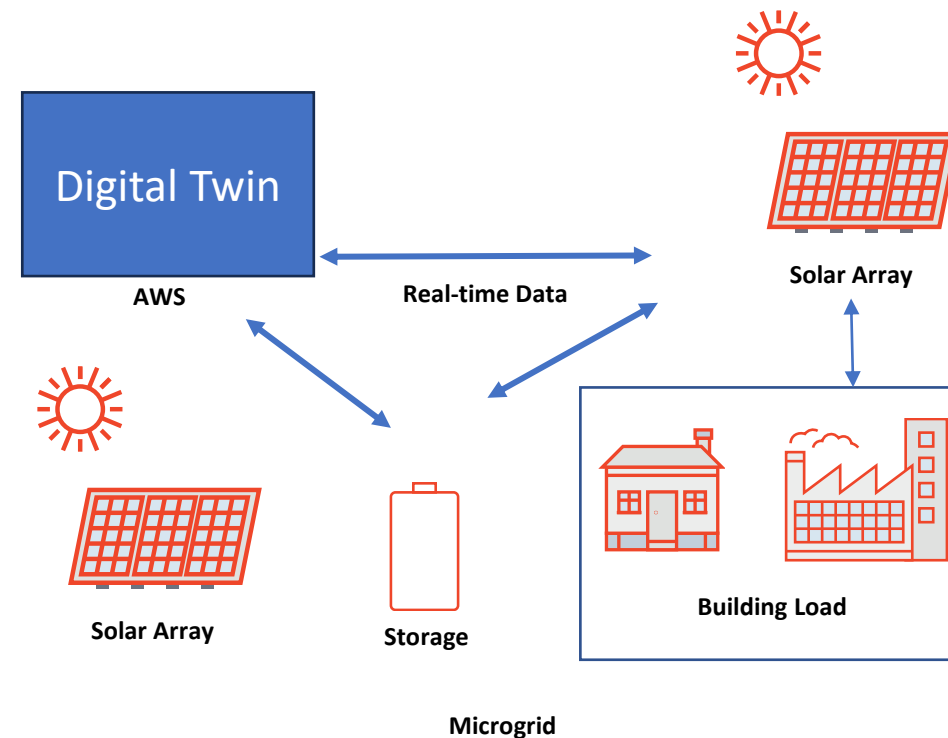 Digital Twin
AWS
Real-time Data
Solar Array
Solar Array
Storage
Building Load
Microgrid